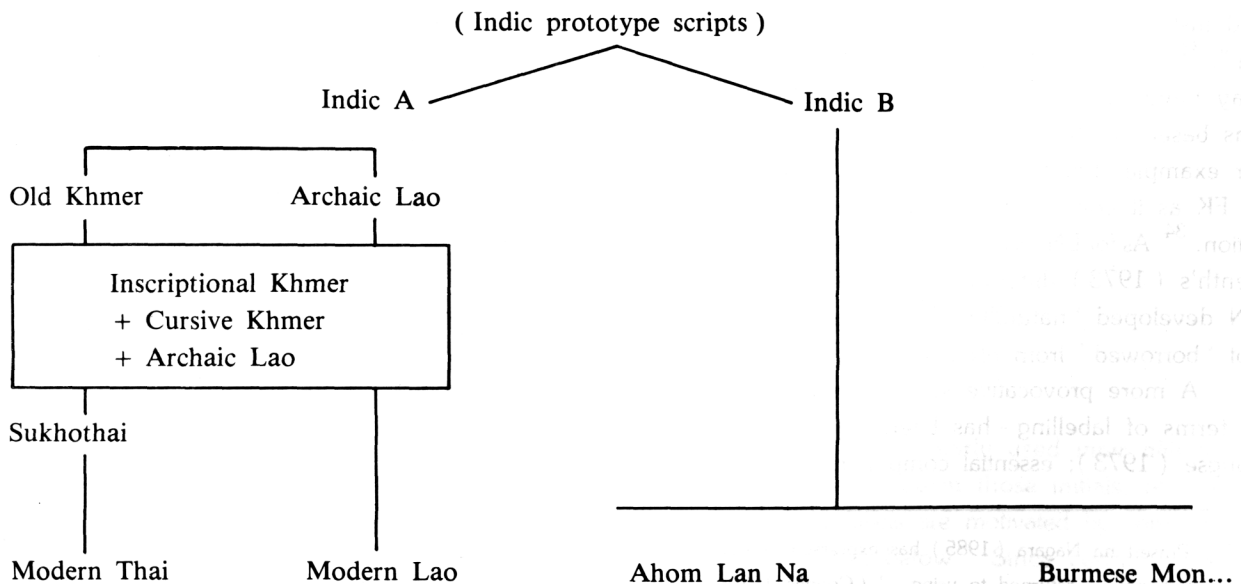 ( Indic prototype scripts )
Indic A
Indic B
Old Khmer
Archaic Lao
Inscriptional Khmer
+ Cursive Khmer
+ Archaic Lao
Sukhothai
Modern Thai
Modern Lao
Ahom Lan Na
Burmese Mon...